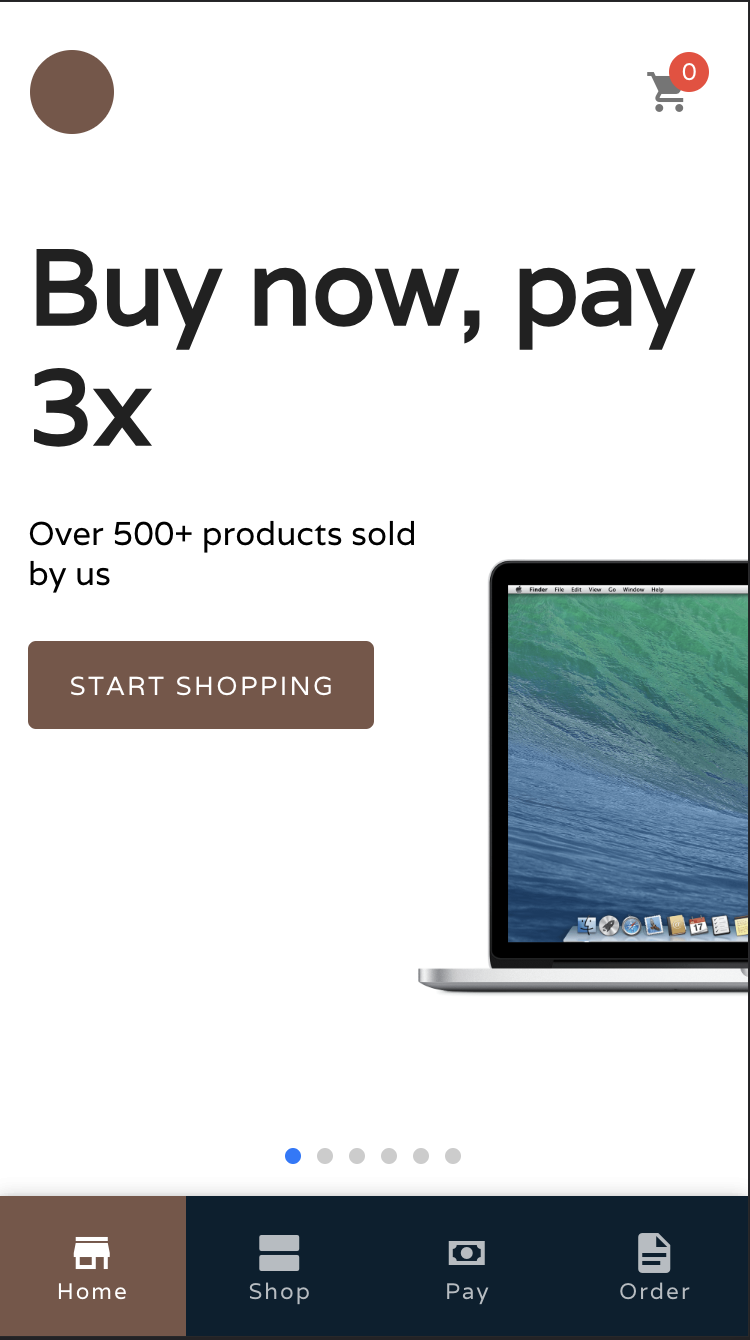 0
Buy now, pay
3x
Over 500+ products sold
by us
START SHOPPING
Finder File Edit View Go Window Help
17
Home Shop Pay Order